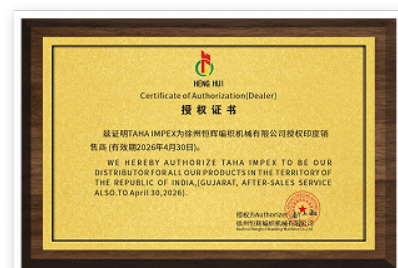 HENG HUI
Certificate of Authorization(Dealer)
授权证书
兹证明TAHA IMPEX为徐州恒辉编织机械有限公司授权印度销
售商 (有效期2026年4月30日)。
WE HEREBY AUTHORIZE TAHA IMPEX TO BE OUR
DISTRIBUTOR FOR ALL OUR PRODUCTS IN THE TERRITORY OF
THE REPUBLIC OF INDIA,(GUJARAT, AFTER-SALES SERVICE
ALSO.TO April 30,2026).
授权方Authorizer
徐州恒辉编织机械有限公司